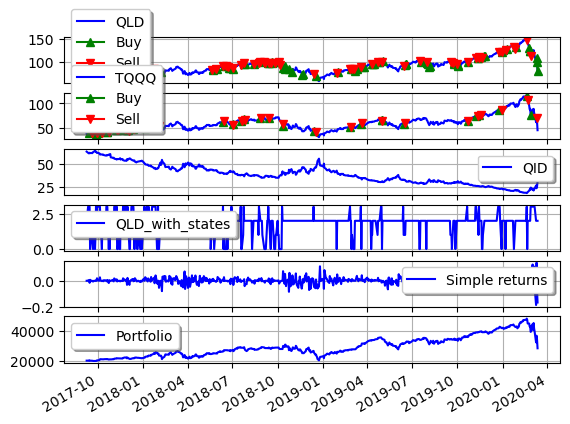 QLD
Buy
Sell
150
100
TQQQ
Buy
Sell
100
50
QID
50
25
QLD_with_states
2.5
0.0
Simple returns
0.0
−0.2
Portfolio
40000
20000
2017-10
2018-01
2018-04
2018-07
2018-10
2019-01
2019-04
2019-07
2019-10
2020-01
2020-04